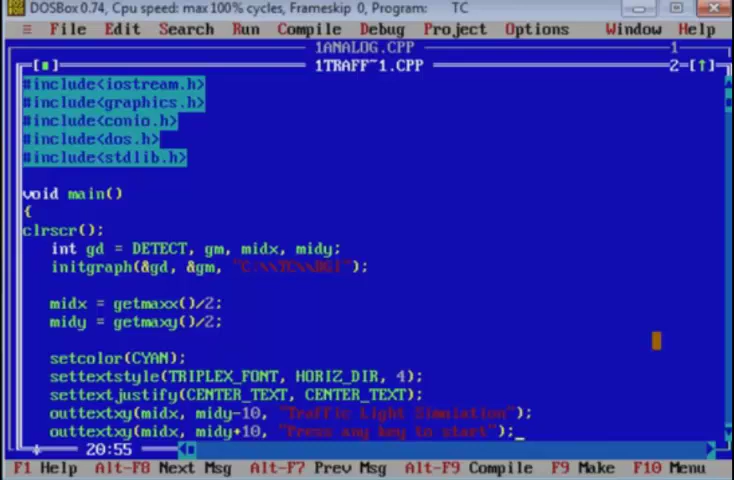 DOSBox 0.74, Cpu speed: max 100% cycles, Frameskip 0, Program: TC
≡ File Edit Search Run Compile Debug Project Options Window Help
1ANALOG.CPP 1
[■] 1TRAFF~1.CPP 2=[↑]
#include<iostream.h>
#include<graphics.h>
#include<conio.h>
#include<dos.h>
#include<stdlib.h>
void main()
{
clrscr();
int gd = DETECT, gm, midx, midy;
initgraph(&gd, &gm, "C:\\TC\\BGI");
midx = getmaxx()/2;
midy = getmaxy()/2;
setcolor(CYAN);
settextstyle(TRIPLEX_FONT, HORIZ_DIR, 4);
settextjustify(CENTER_TEXT, CENTER_TEXT);
outtextxy(midx, midy-10, "Traffic Light Simulation");
outtextxy(midx, midy+10, "Press any key to start");
20:55
F1 Help Alt-F8 Next Msg Alt-F7 Prev Msg Alt-F9 Compile F9 Make F10 Menu